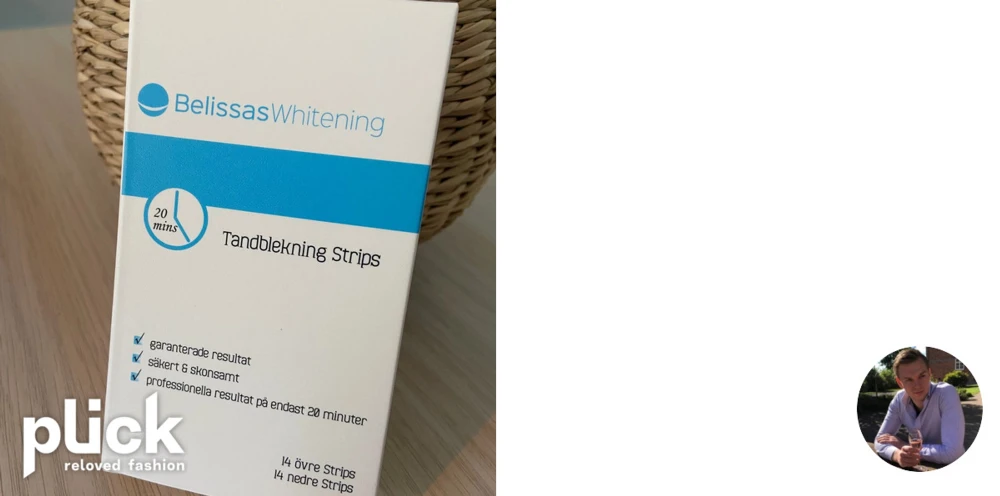 BelissasWhitening
20
mins
Tandblekning Strips
garanterade resultat
säkert & skonsamt
professionella resultat på endast 20 minuter
14 övre Strips
14 nedre Strips
plick
reloved fashion